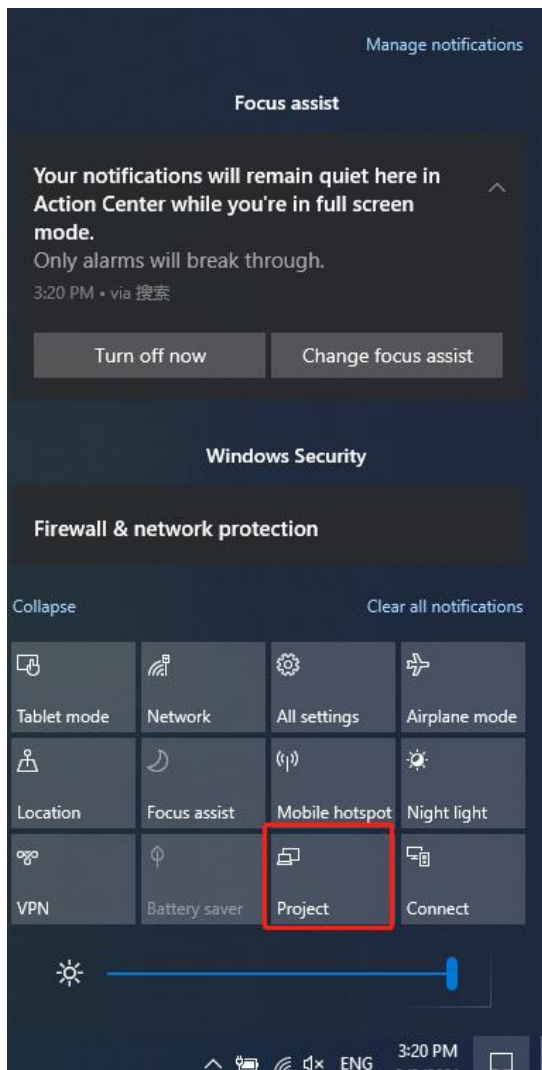 Manage notifications
Focus assist
Your notifications will remain quiet here in
Action Center while you're in full screen
mode.
Only alarms will break through.
3:20 PM • via 搜索
Turn off now
Change focus assist
Windows Security
Firewall & network protection
Collapse
Clear all notifications
Tablet mode
Network
All settings
Airplane mode
Location
Focus assist
Mobile hotspot
Night light
VPN
Battery saver
Project
Connect
ENG
3:20 PM